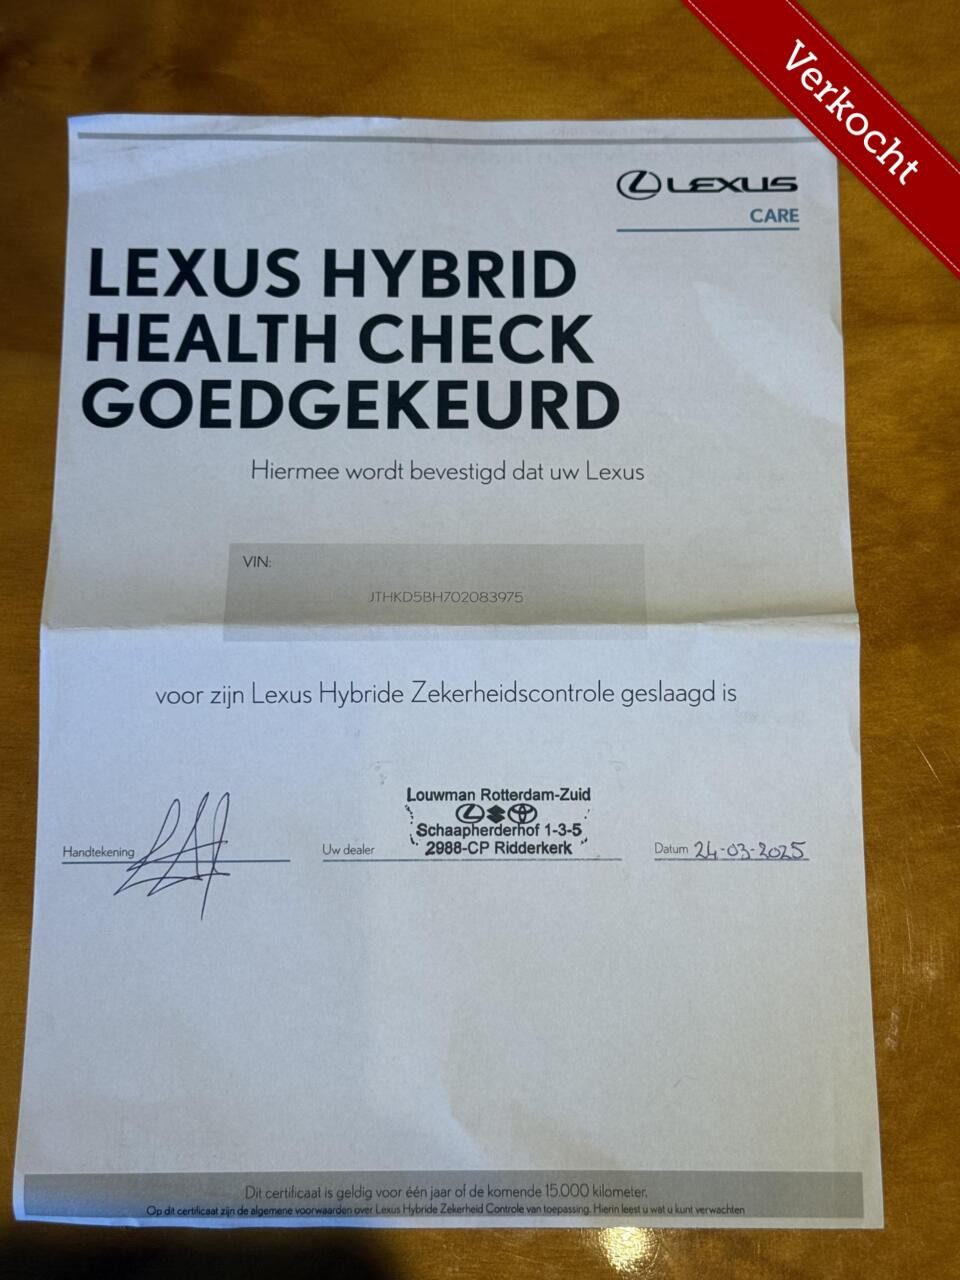 Verkocht
LEXUS
CARE
LEXUS HYBRID
HEALTH CHECK
GOEDGEKEURD
Hiermee wordt bevestigd dat uw Lexus
VIN:
JTHKD5BH702083975
voor zijn Lexus Hybride Zekerheidscontrole geslaagd is
Louwman Rotterdam-Zuid
Schaapherderhof 1-3-5
2988-CP Ridderkerk
Handtekening Uw dealer Datum 24-03-2025
Dit certificaat is geldig voor één jaar of de komende 15.000 kilometer.
Op dit certificaat zijn de algemene voorwaarden over Lexus Hybride Zekerheid Controle van toepassing. Hierin leest u wat u kunt verwachten